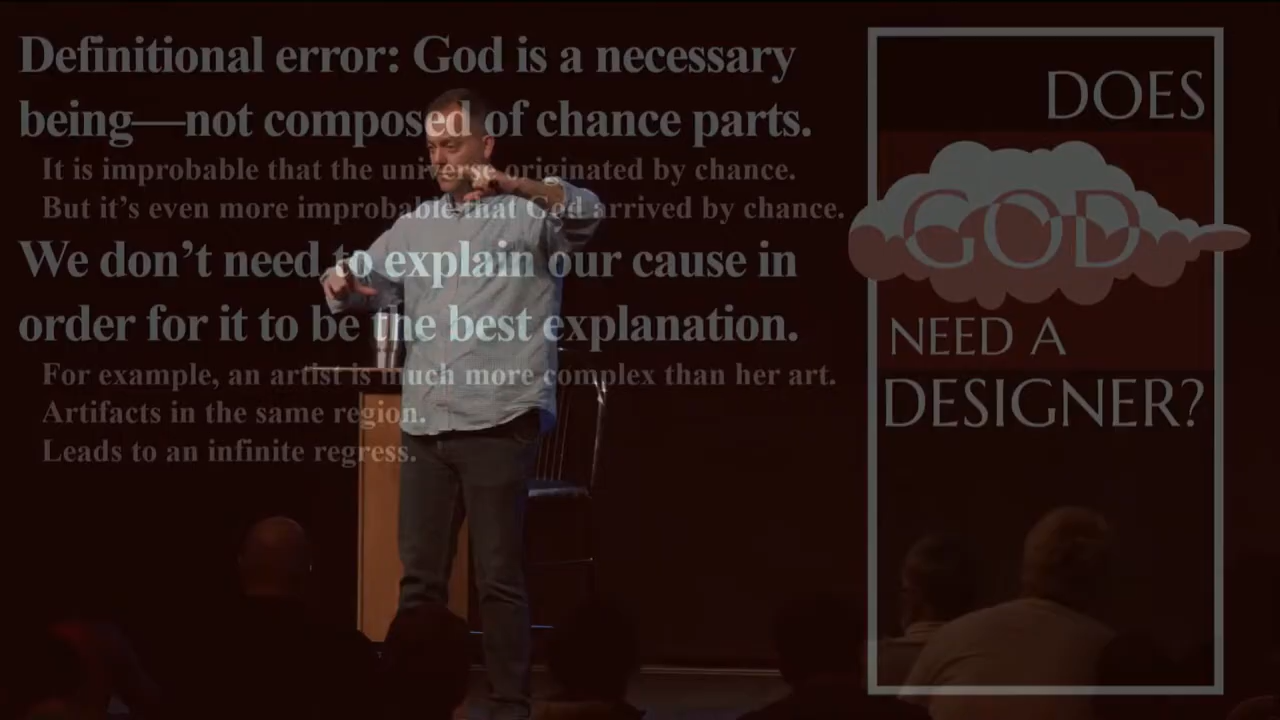 Definitional error: God is a necessary
being—not composed of chance parts.
It is improbable that the universe originated by chance.
But it’s even more improbable that God arrived by chance.
We don’t need to explain our cause in
order for it to be the best explanation.
For example, an artist is much more complex than her art.
Artifacts in the same region.
Leads to an infinite regress.
DOES
GOD
NEED A
DESIGNER?